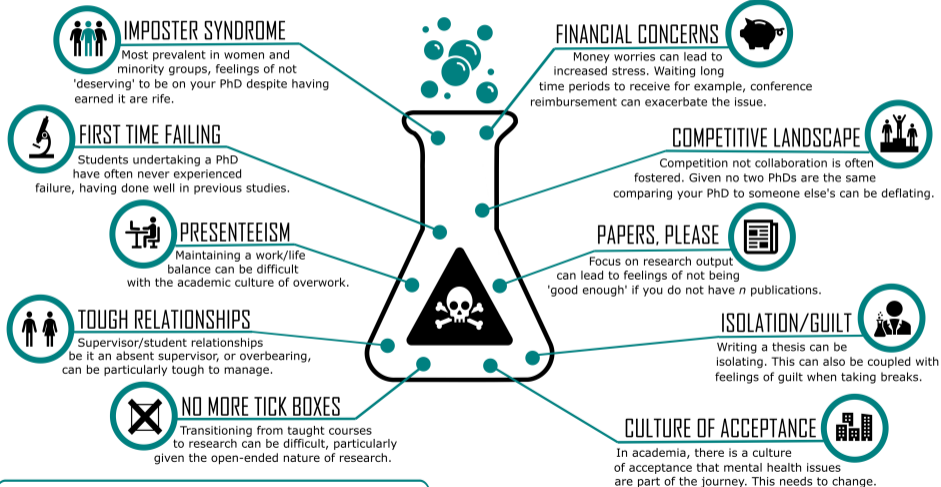 IMPOSTER SYNDROME
Most prevalent in women and
minority groups, feelings of not
'deserving' to be on your PhD despite having
earned it are rife.
FIRST TIME FAILING
Students undertaking a PhD
have often never experienced
failure, having done well in previous studies.
PRESENTEEISM
Maintaining a work/life
balance can be difficult
with the academic culture of overwork.
TOUGH RELATIONSHIPS
Supervisor/student relationships
be it an absent supervisor, or overbearing,
can be particularly tough to manage.
NO MORE TICK BOXES
Transitioning from taught courses
to research can be difficult, particularly
given the open-ended nature of research.
FINANCIAL CONCERNS
Money worries can lead to
increased stress. Waiting long
time periods to receive for example, conference
reimbursement can exacerbate the issue.
COMPETITIVE LANDSCAPE
Competition not collaboration is often
fostered. Given no two PhDs are the same
comparing your PhD to someone else's can be deflating.
PAPERS, PLEASE
Focus on research output
can lead to feelings of not being
'good enough' if you do not have n publications.
ISOLATION/GUILT
Writing a thesis can be
isolating. This can also be coupled with
feelings of guilt when taking breaks.
CULTURE OF ACCEPTANCE
In academia, there is a culture
of acceptance that mental health issues
are part of the journey. This needs to change.